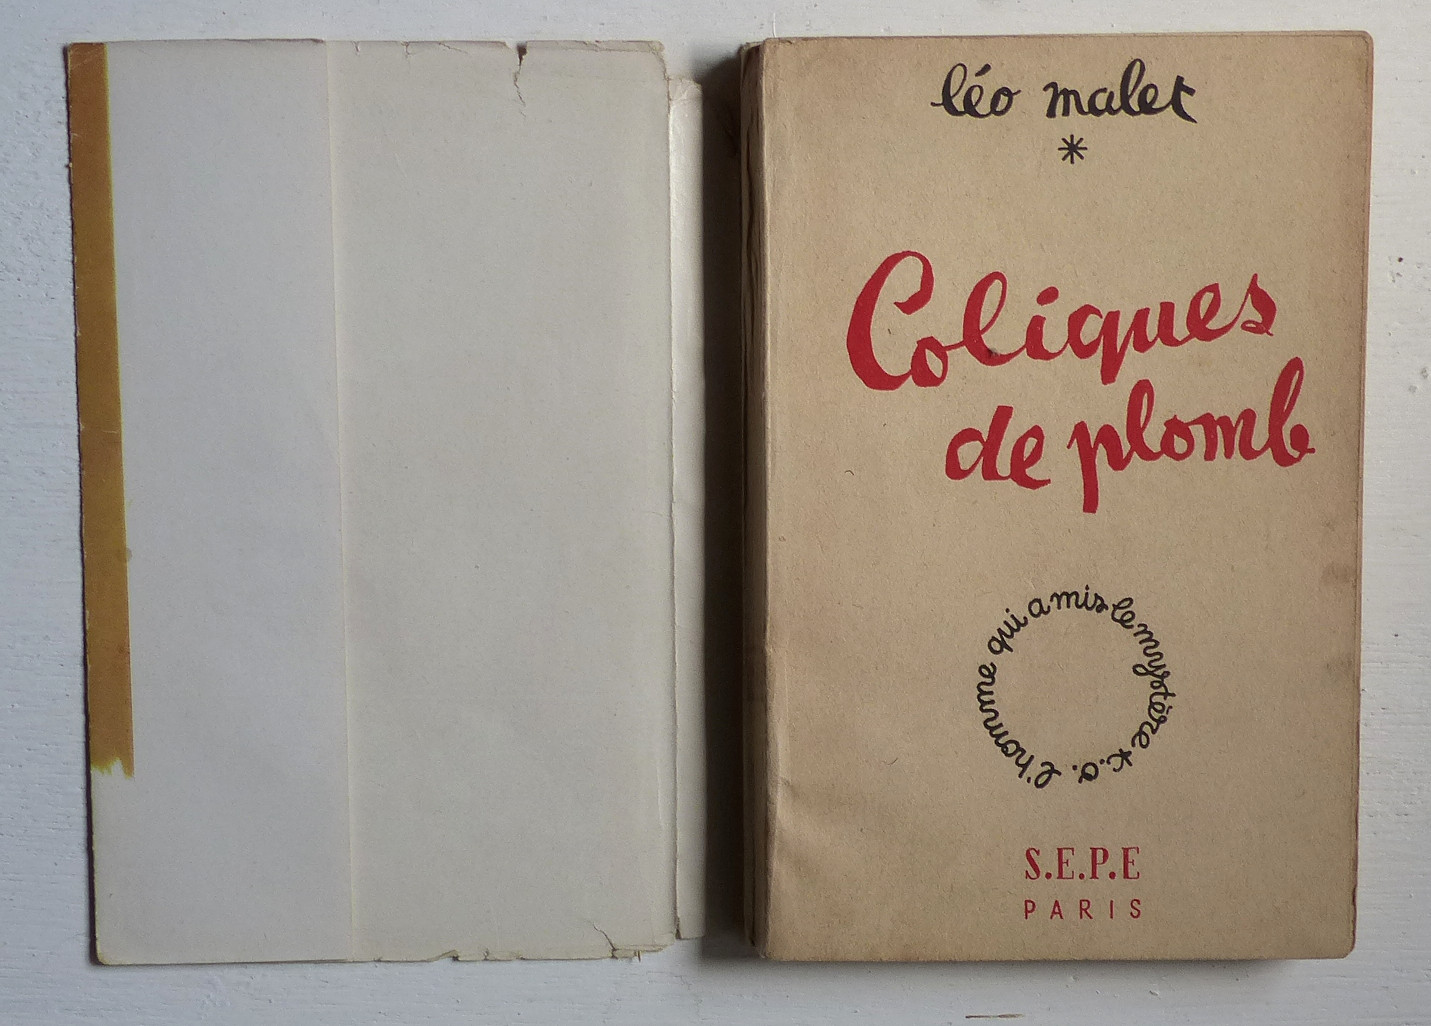 léo malet
*
Coliques
de plomb
l'homme qui a mis le mystère k.o.
S.E.P.E
PARIS